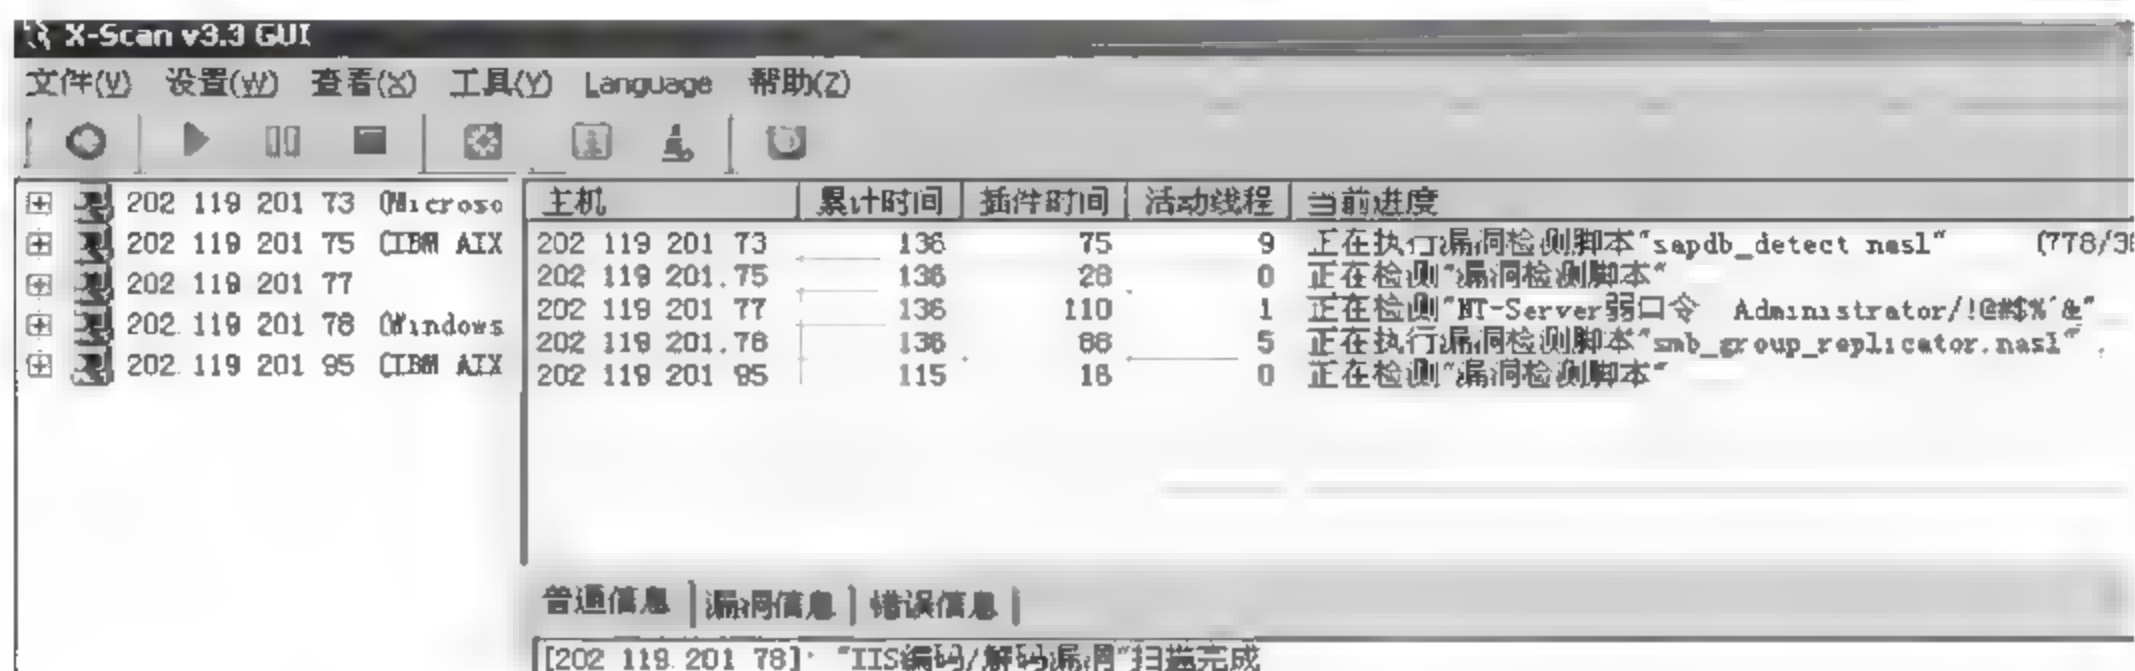 X-Scan v3.3 GUI
文件(V) 设置(W) 查看(X) 工具(Y) Language 帮助(Z)
202 119 201 73 (Microso
202 119 201 75 (IBM AIX
202 119 201 77
202.119 201 78 (Windows
202.119 201 95 (IBM AIX
主机 累计时间 插件时间 活动线程 当前进度
202 119 201 73 136 75 9 正在执行漏洞检测脚本"sapdb_detect nasl" (778/36
202 119 201.75 136 28 0 正在检测"漏洞检测脚本"
202 119 201 77 136 110 1 正在检测"NT-Server弱口令 Administrator/!@#$%^&"
202 119 201.78 136 88 5 正在执行漏洞检测脚本"smb_group_replicator.nasl".
202 119 201 95 115 18 0 正在检测"漏洞检测脚本"
普通信息 漏洞信息 错误信息
[202 119.201 78]: "IIS编码/解码漏洞"扫描完成